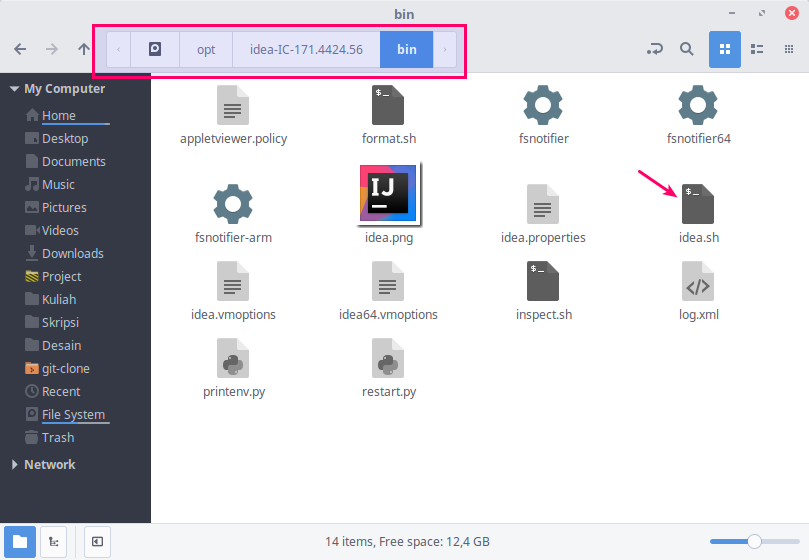 bin
opt
idea-IC-171.4424.56
bin
My Computer
Home
Desktop
Documents
Music
Pictures
Videos
Downloads
Project
Kuliah
Skripsi
Desain
git-clone
Recent
File System
Trash
Network
appletviewer.policy
$_
format.sh
fsnotifier
fsnotifier64
fsnotifier-arm
IJ
idea.png
idea.properties
$_
idea.sh
idea.vmoptions
idea64.vmoptions
$_
inspect.sh
</>
log.xml
printenv.py
restart.py
14 items, Free space: 12,4 GB